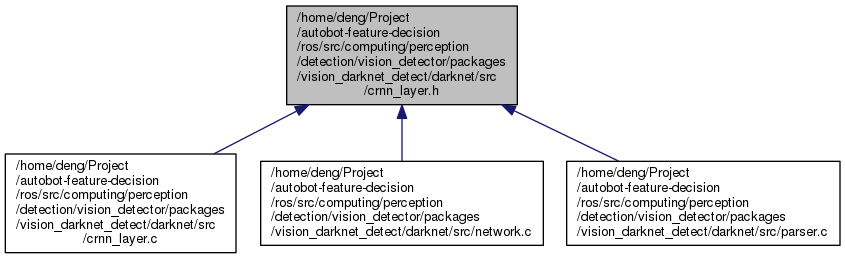 /home/deng/Project
/autobot-feature-decision
/ros/src/computing/perception
/detection/vision_detector/packages
/vision_darknet_detect/darknet/src
/crnn_layer.h
/home/deng/Project
/autobot-feature-decision
/ros/src/computing/perception
/detection/vision_detector/packages
/vision_darknet_detect/darknet/src
/crnn_layer.c
/home/deng/Project
/autobot-feature-decision
/ros/src/computing/perception
/detection/vision_detector/packages
/vision_darknet_detect/darknet/src/network.c
/home/deng/Project
/autobot-feature-decision
/ros/src/computing/perception
/detection/vision_detector/packages
/vision_darknet_detect/darknet/src/parser.c